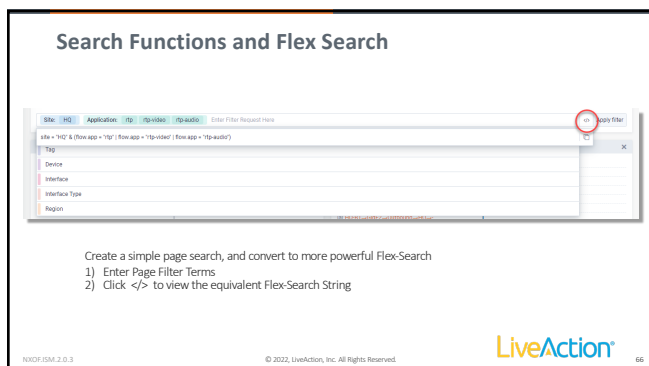 Search Functions and Flex Search
Site: HQ Application: rtp rtp-video rtp-audio Enter Filter Request Here </> Apply filter
site = "HQ" & (flow.app = "rtp" | flow.app = "rtp-video" | flow.app = "rtp-audio")
Tag
Device
Interface
Interface Type
Region
Create a simple page search, and convert to more powerful Flex-Search
1) Enter Page Filter Terms
2) Click </> to view the equivalent Flex-Search String
NXOF.ISM.2.0.3 © 2022, LiveAction, Inc. All Rights Reserved. LiveAction® 66